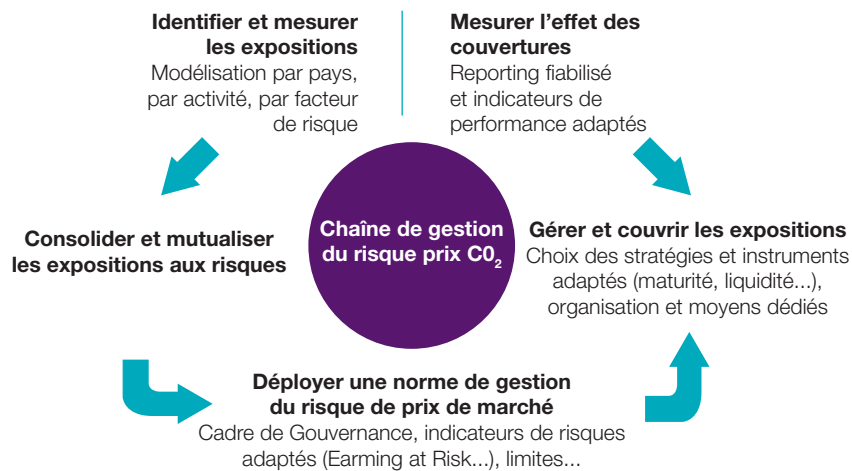 Identifier et mesurer
les expositions
Modélisation par pays,
par activité, par facteur
de risque
Mesurer l'effet des
couvertures
Reporting fiabilisé
et indicateurs de
performance adaptés
Chaîne de gestion
du risque prix C0₂
Consolider et mutualiser
les expositions aux risques
Gérer et couvrir les expositions
Choix des stratégies et instruments
adaptés (maturité, liquidité...),
organisation et moyens dédiés
Déployer une norme de gestion
du risque de prix de marché
Cadre de Gouvernance, indicateurs de risques
adaptés (Earming at Risk...), limites...